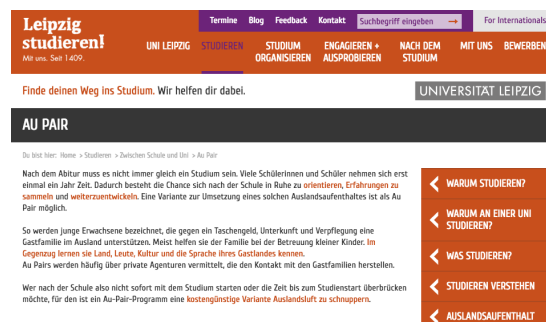 Leipzig
studieren!
Mit uns. Seit 1409.
Termine Blog Feedback Kontakt Suchbegriff eingeben → For Internationals
UNI LEIPZIG STUDIEREN STUDIUM ORGANISIEREN ENGAGIEREN + AUSPROBIEREN NACH DEM STUDIUM MIT UNS BEWERBEN
Finde deinen Weg ins Studium. Wir helfen dir dabei.
UNIVERSITÄT LEIPZIG
AU PAIR
Du bist hier: Home > Studieren > Zwischen Schule und Uni > Au Pair
Nach dem Abitur muss es nicht immer gleich ein Studium sein. Viele Schülerinnen und Schüler nehmen sich erst
einmal ein Jahr Zeit. Dadurch besteht die Chance sich nach der Schule in Ruhe zu orientieren, Erfahrungen zu
sammeln und weiterzuentwickeln. Eine Variante zur Umsetzung eines solchen Auslandsaufenthaltes ist als Au
Pair möglich.
So werden junge Erwachsene bezeichnet, die gegen ein Taschengeld, Unterkunft und Verpflegung eine
Gastfamilie im Ausland unterstützen. Meist helfen sie der Familie bei der Betreuung kleiner Kinder. Im
Gegenzug lernen sie Land, Leute, Kultur und die Sprache ihres Gastlandes kennen.
Au Pairs werden häufig über private Agenturen vermittelt, die den Kontakt mit den Gastfamilien herstellen.
Wer nach der Schule also nicht sofort mit dem Studium starten oder die Zeit bis zum Studienstart überbrücken
möchte, für den ist ein Au-Pair-Programm eine kostengünstige Variante Auslandsluft zu schnuppern.
WARUM STUDIEREN?
WARUM AN EINER UNI
STUDIEREN?
WAS STUDIEREN?
STUDIEREN VERSTEHEN
AUSLANDSAUFENTHALT